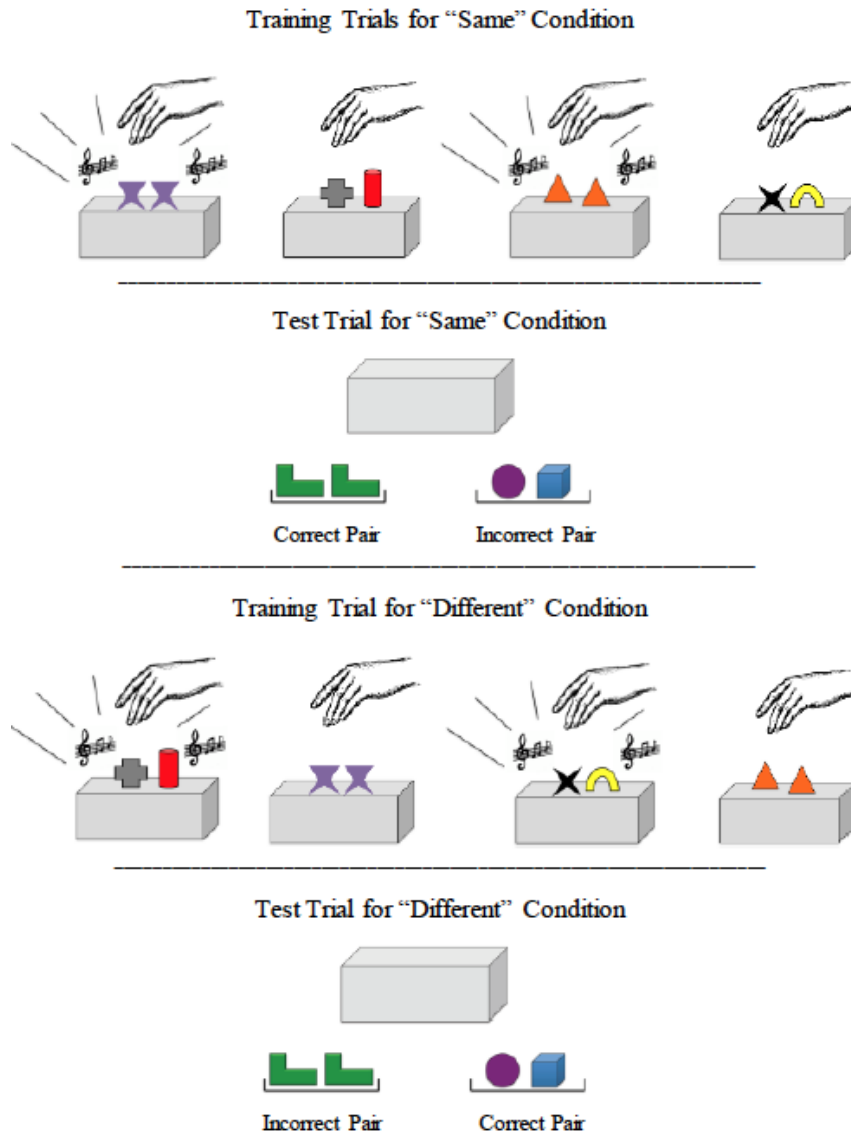 Training Trials for “Same” Condition
Test Trial for “Same” Condition
Correct Pair
Incorrect Pair
Training Trial for “Different” Condition
Test Trial for “Different” Condition
Incorrect Pair
Correct Pair